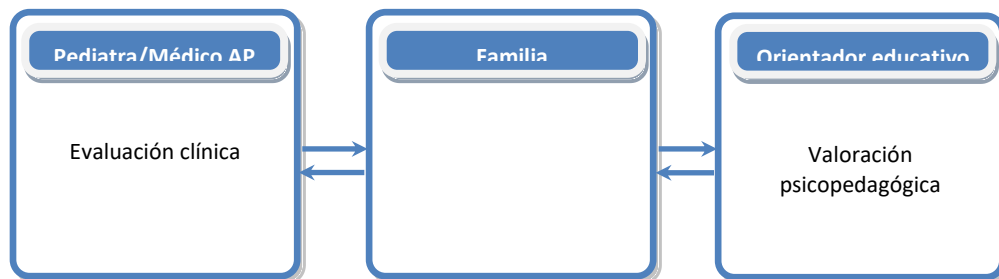 Pediatra/Médico AP
Familia
Orientador educativo
Evaluación clínica
Valoración
psicopedagógica